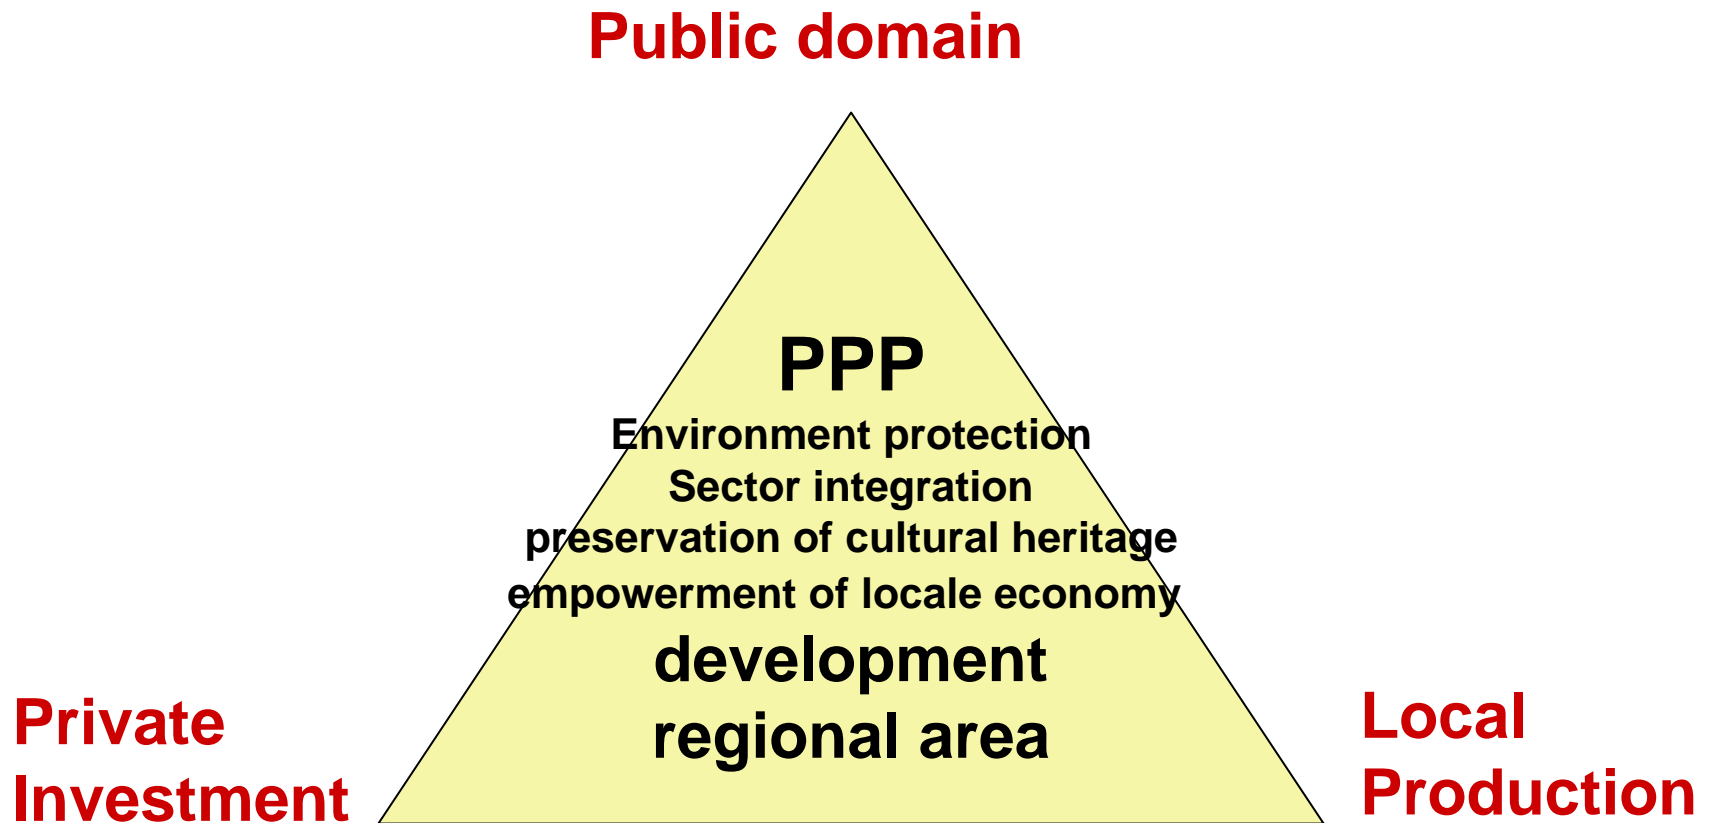 Public domain
PPP
Environment protection
Sector integration
preservation of cultural heritage
empowerment of locale economy
development
regional area
Private
Investment
Local
Production